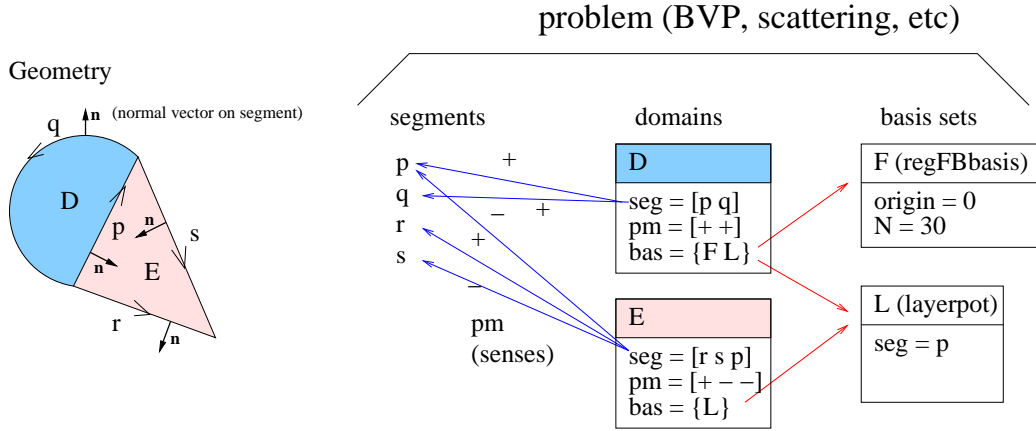 problem (BVP, scattering, etc)
Geometry
n
(normal vector on segment)
q
D
p
n
n
s
E
r
n
segments
p
q
r
s
+
− +
+
−
pm
(senses)
domains
D
seg = [p q]
pm = [+ +]
bas = {F L}
E
seg = [r s p]
pm = [+ − −]
bas = {L}
basis sets
F (regFBbasis)
origin = 0
N = 30
L (layerpot)
seg = p